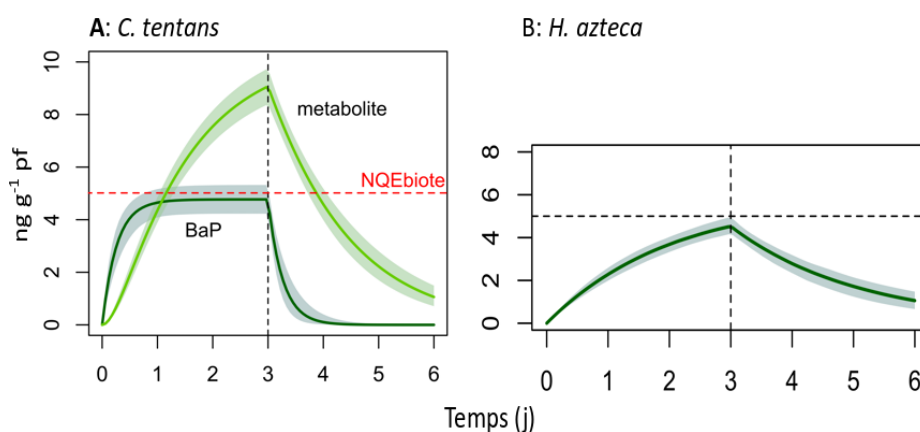 A: C. tentans
B: H. azteca
ng g⁻¹ pf
10
8
6
4
2
0
metabolite
NQEbiote
BaP
0 1 2 3 4 5 6
8
6
4
2
0
0 1 2 3 4 5 6
Temps (j)